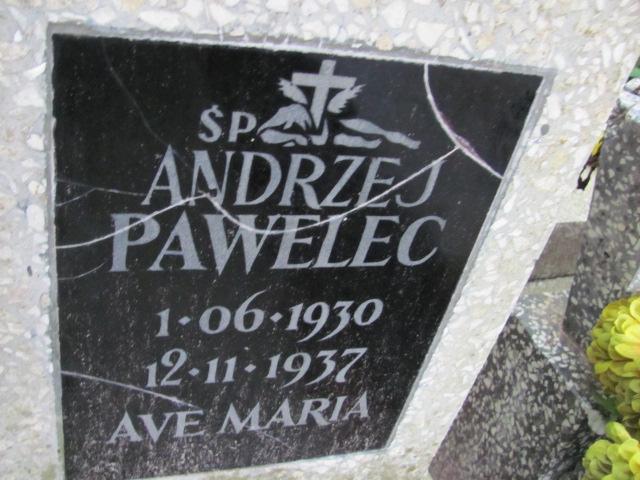 ŚP.
ANDRZEJ
PAWELEC
1·06·1930
12·11·1937
AVE MARIA